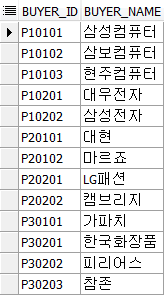 BUYER_ID BUYER_NAME
P10101 삼성컴퓨터
P10102 삼보컴퓨터
P10103 현주컴퓨터
P10201 대우전자
P10202 삼성전자
P20101 대현
P20102 마르죠
P20201 LG패션
P20202 캠브리지
P30101 가파치
P30201 한국화장품
P30202 피리어스
P30203 참존